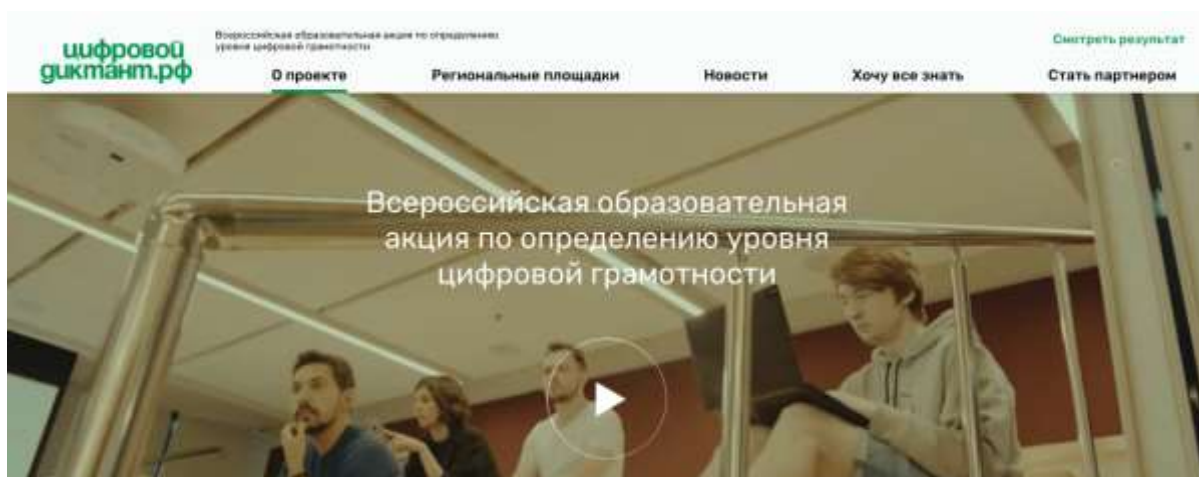 цифровой
диктант.рф
Всероссийская образовательная акция по определению
уровня цифровой грамотности
Смотреть результат
О проекте
Региональные площадки
Новости
Хочу все знать
Стать партнером
Всероссийская образовательная
акция по определению уровня
цифровой грамотности